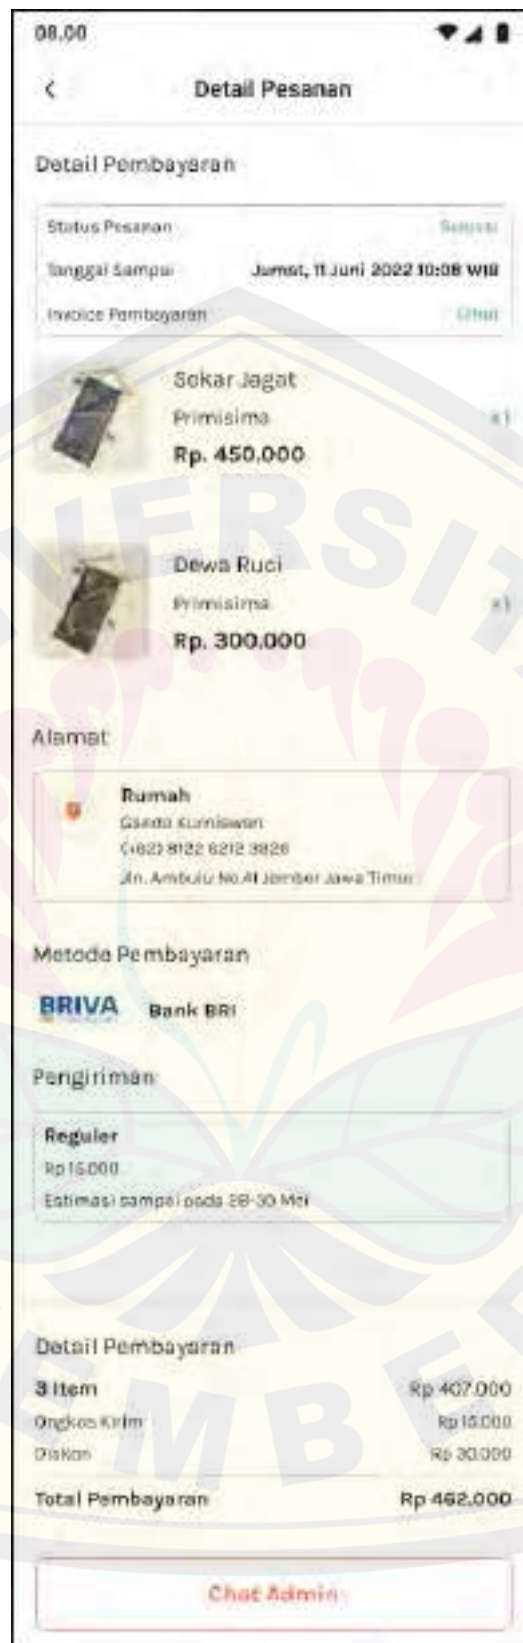 08.00
Detail Pesanan
Detail Pembayaran
Status Pesanan
Tanggal Sampai Jumat, 11 Juni 2022 10:08 WIB
Invoice Pembayaran Lihat
Sekar Jagat
Primisima x1
Rp. 450.000
Dewa Ruci
Primisima x1
Rp. 300.000
Alamat
Rumah
Kurniawan
(+62) 8122 6212 3828
Jln. Ambulu No.41 Jember Jawa Timur
Metode Pembayaran
BRIVA Bank BRI
Pengiriman
Reguler
Rp 15.000
Estimasi sampai pada 28-30 Mei
Detail Pembayaran
3 Item Rp 407.000
Ongkos Kirim Rp 15.000
Diskon Rp 30.000
Total Pembayaran Rp 462.000
Chat Admin
UNIVERSITAS
JEMBER